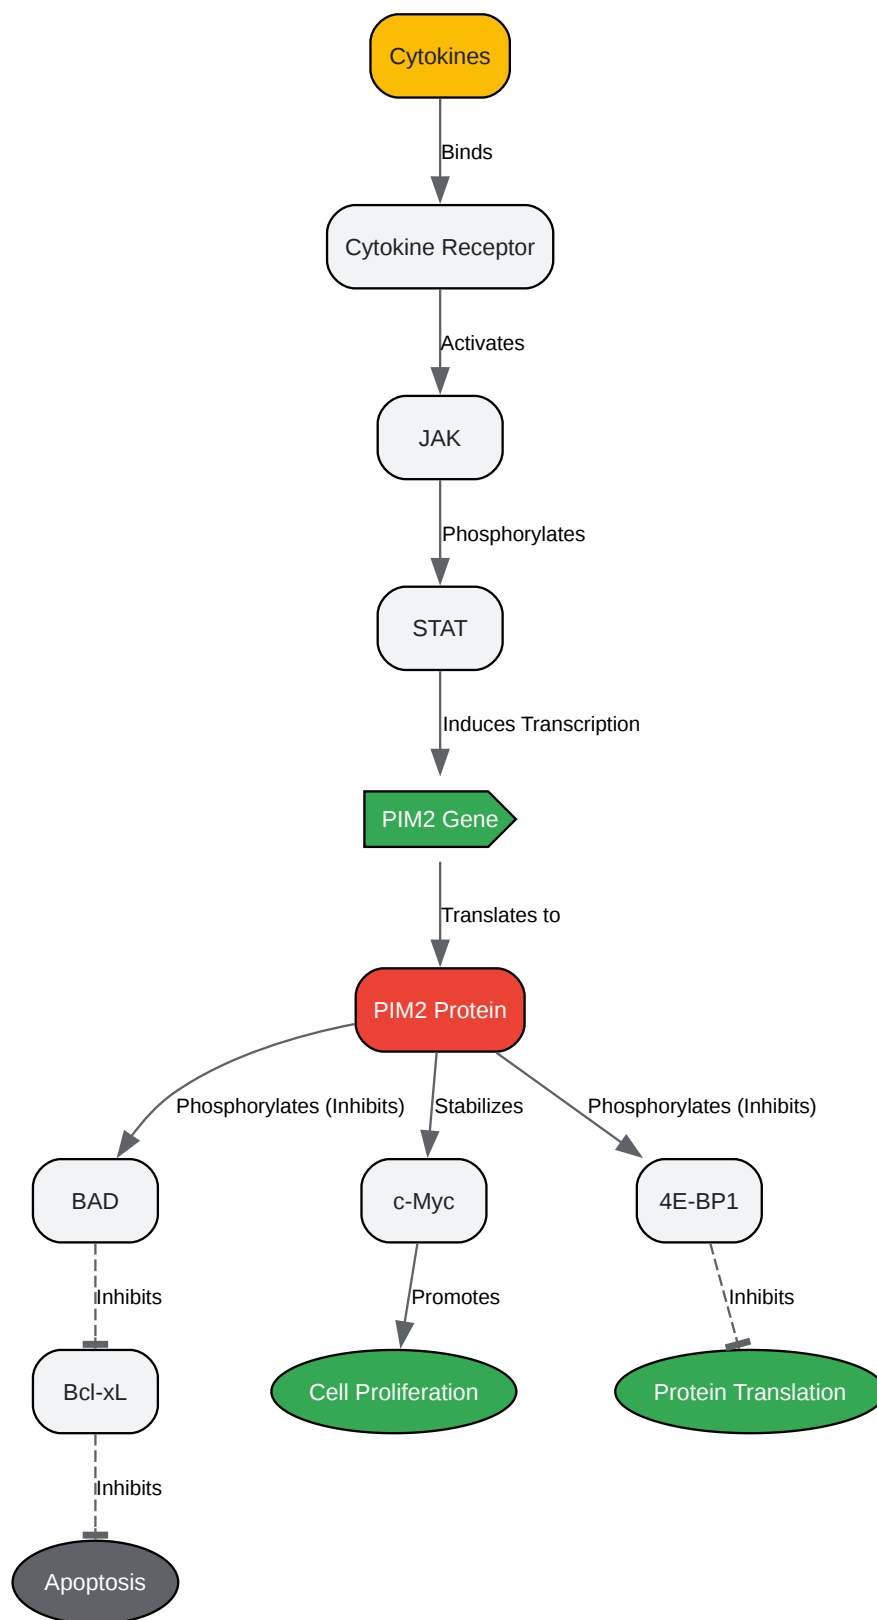 Cytokines
Binds
Cytokine Receptor
Activates
JAK
Phosphorylates
STAT
Induces Transcription
PIM2 Gene
Translates to
PIM2 Protein
Phosphorylates (Inhibits)
Stabilizes
Phosphorylates (Inhibits)
BAD
c-Myc
4E-BP1
Inhibits
Promotes
Inhibits
Bcl-xL
Cell Proliferation
Protein Translation
Inhibits
Apoptosis